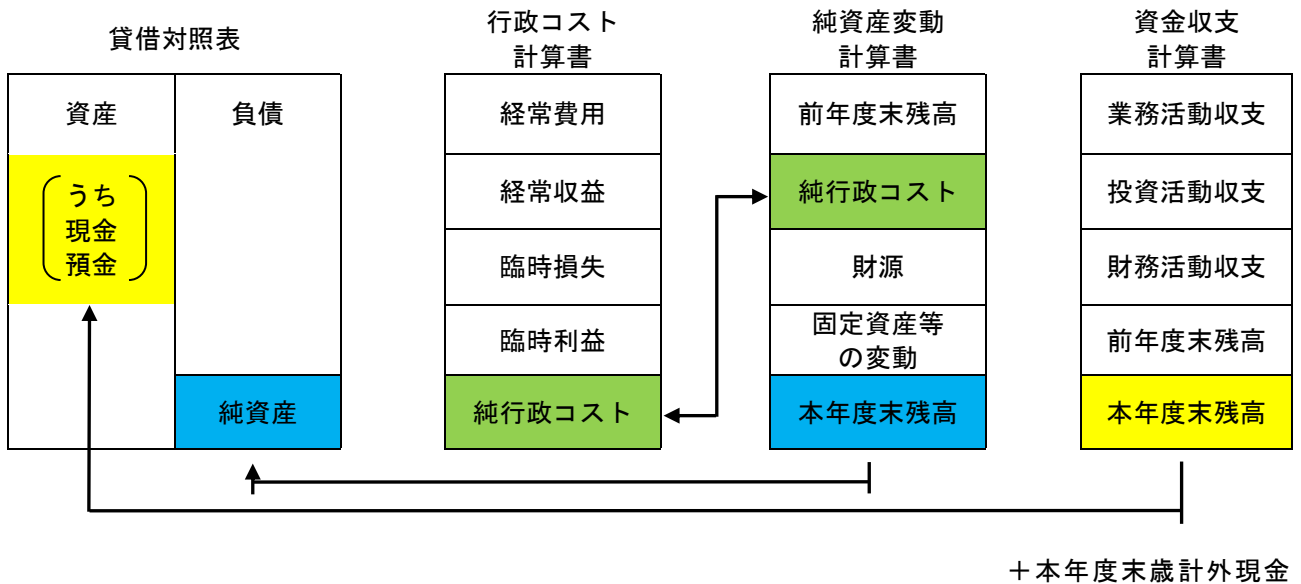 貸借対照表
資産
負債
うち
現金
預金
純資産
行政コスト
計算書
経常費用
経常収益
臨時損失
臨時利益
純行政コスト
純資産変動
計算書
前年度末残高
純行政コスト
財源
固定資産等
の変動
本年度末残高
資金収支
計算書
業務活動収支
投資活動収支
財務活動収支
前年度末残高
本年度末残高
＋本年度末歳計外現金